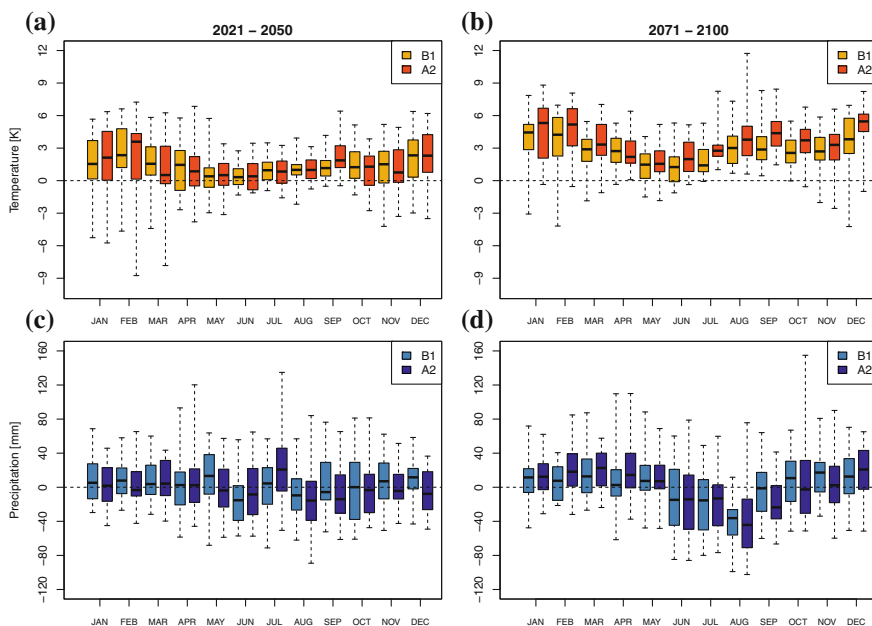 (a) 2021 – 2050
B1
A2
Temperature [K]
12
9
6
3
0
−3
−6
−9
JAN FEB MAR APR MAY JUN JUL AUG SEP OCT NOV DEC
(b) 2071 – 2100
B1
A2
12
9
6
3
0
−3
−6
−9
JAN FEB MAR APR MAY JUN JUL AUG SEP OCT NOV DEC
(c)
B1
A2
Precipitation [mm]
160
120
80
40
0
−40
−80
−120
JAN FEB MAR APR MAY JUN JUL AUG SEP OCT NOV DEC
(d)
B1
A2
160
120
80
40
0
−40
−80
−120
JAN FEB MAR APR MAY JUN JUL AUG SEP OCT NOV DEC